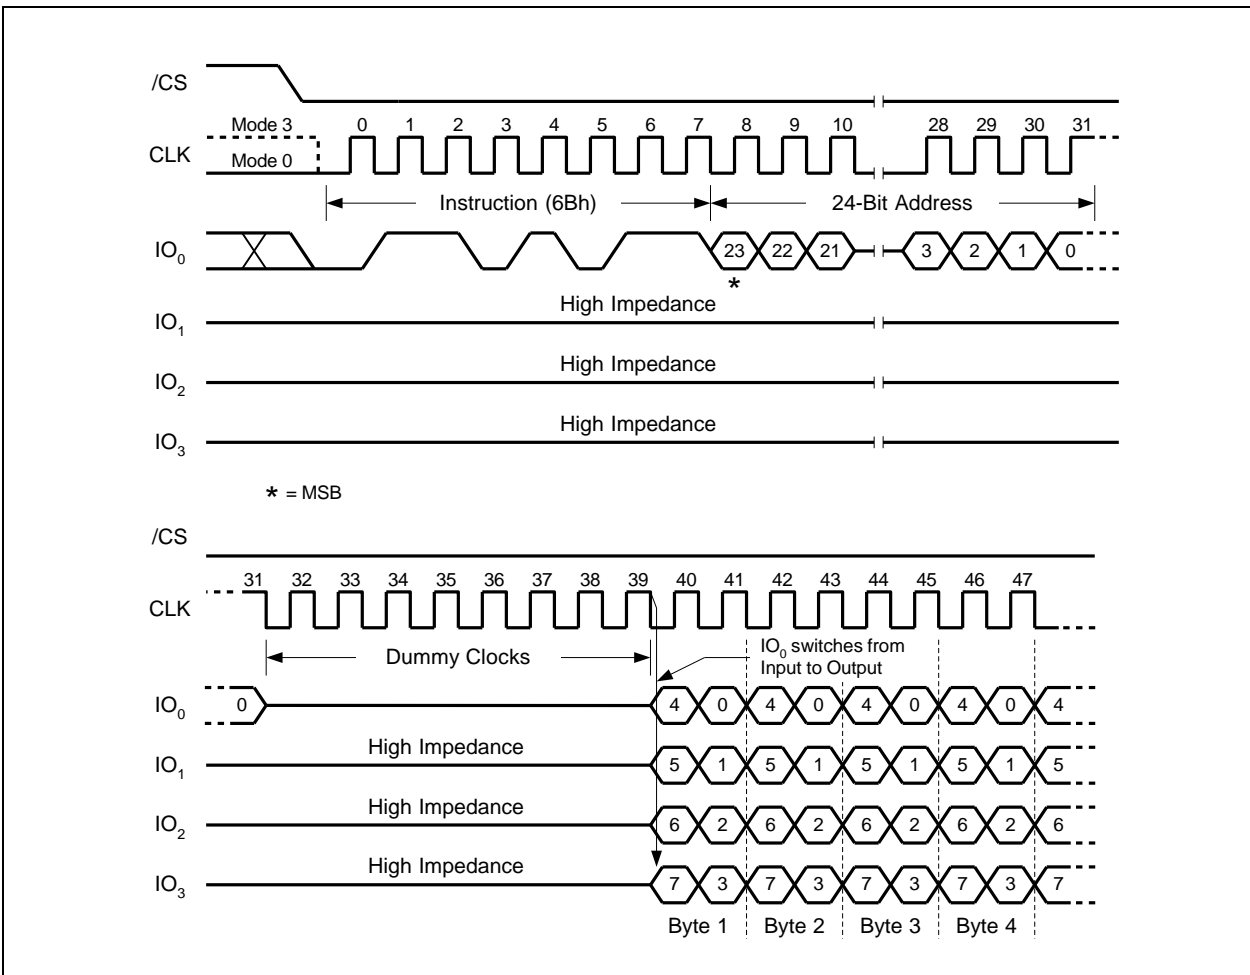 /CS
Mode 3 0 1 2 3 4 5 6 7 8 9 10 28 29 30 31
CLK
Mode 0
Instruction (6Bh) 24-Bit Address
IO0 23 22 21 3 2 1 0
*
High Impedance
IO1
High Impedance
IO2
High Impedance
IO3
* = MSB
/CS
31 32 33 34 35 36 37 38 39 40 41 42 43 44 45 46 47
CLK
Dummy Clocks
IO0 switches from
Input to Output
IO0 0 4 0 4 0 4 0 4 0 4
High Impedance
IO1 5 1 5 1 5 1 5 1 5
High Impedance
IO2 6 2 6 2 6 2 6 2 6
High Impedance
IO3 7 3 7 3 7 3 7 3 7
Byte 1 Byte 2 Byte 3 Byte 4